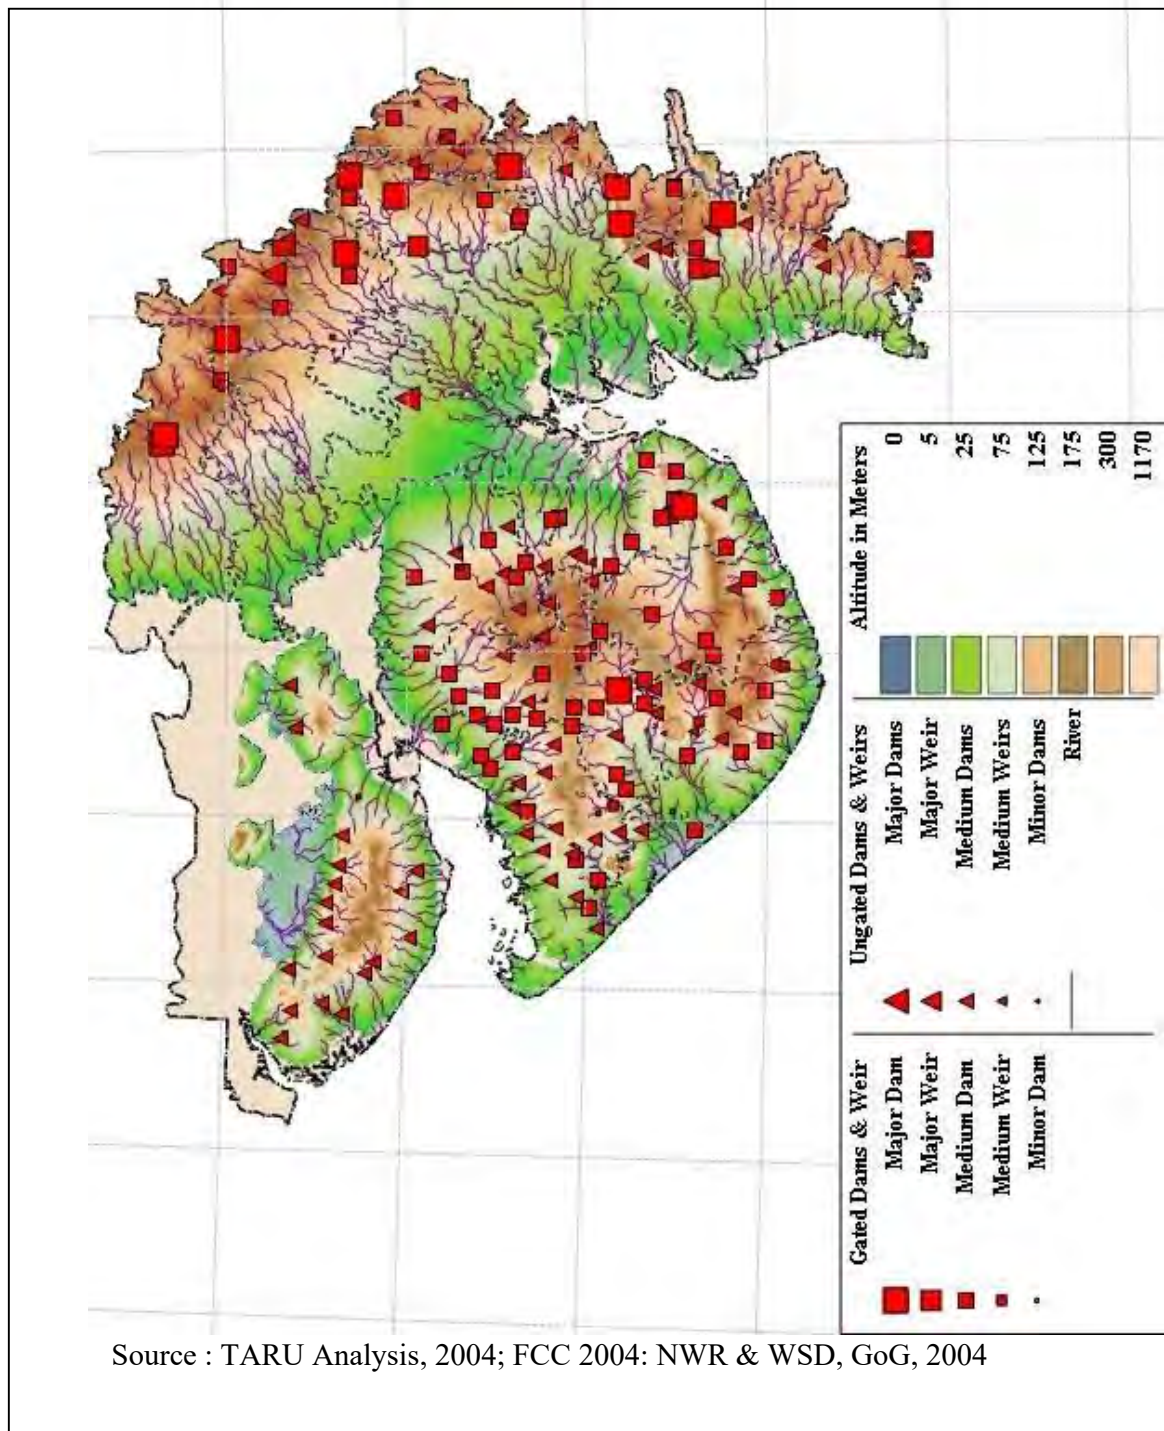 Gated Dams & Weir
Major Dam
Major Weir
Medium Dam
Medium Weir
Minor Dam
Ungated Dams & Weirs
Major Dams
Major Weir
Medium Dams
Medium Weirs
Minor Dams
River
Altitude in Meters
0
5
25
75
125
175
300
1170
Source : TARU Analysis, 2004; FCC 2004: NWR & WSD, GoG, 2004